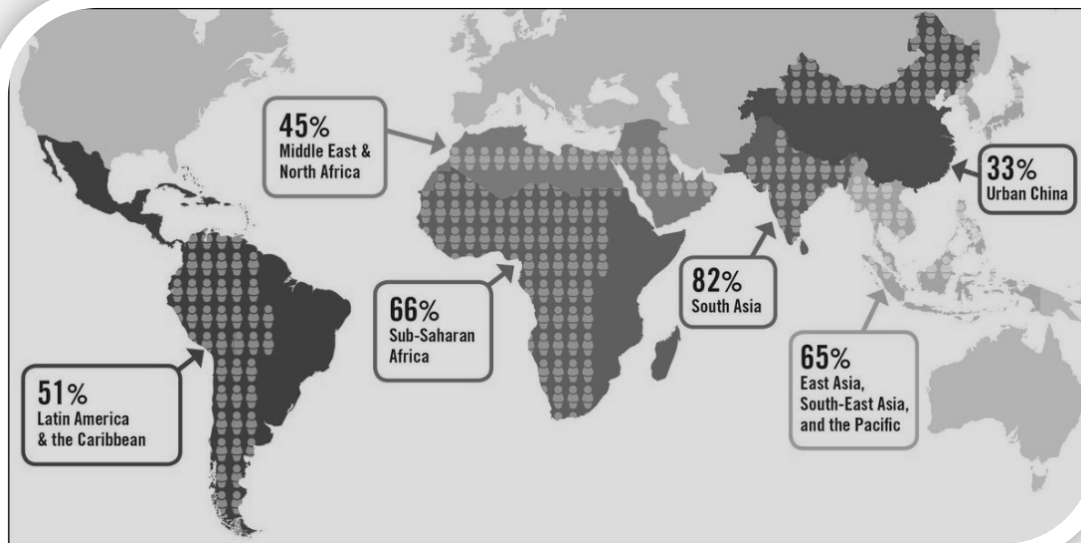 45%
Middle East &
North Africa
33%
Urban China
82%
South Asia
66%
Sub-Saharan
Africa
65%
East Asia,
South-East Asia,
and the Pacific
51%
Latin America
& the Caribbean